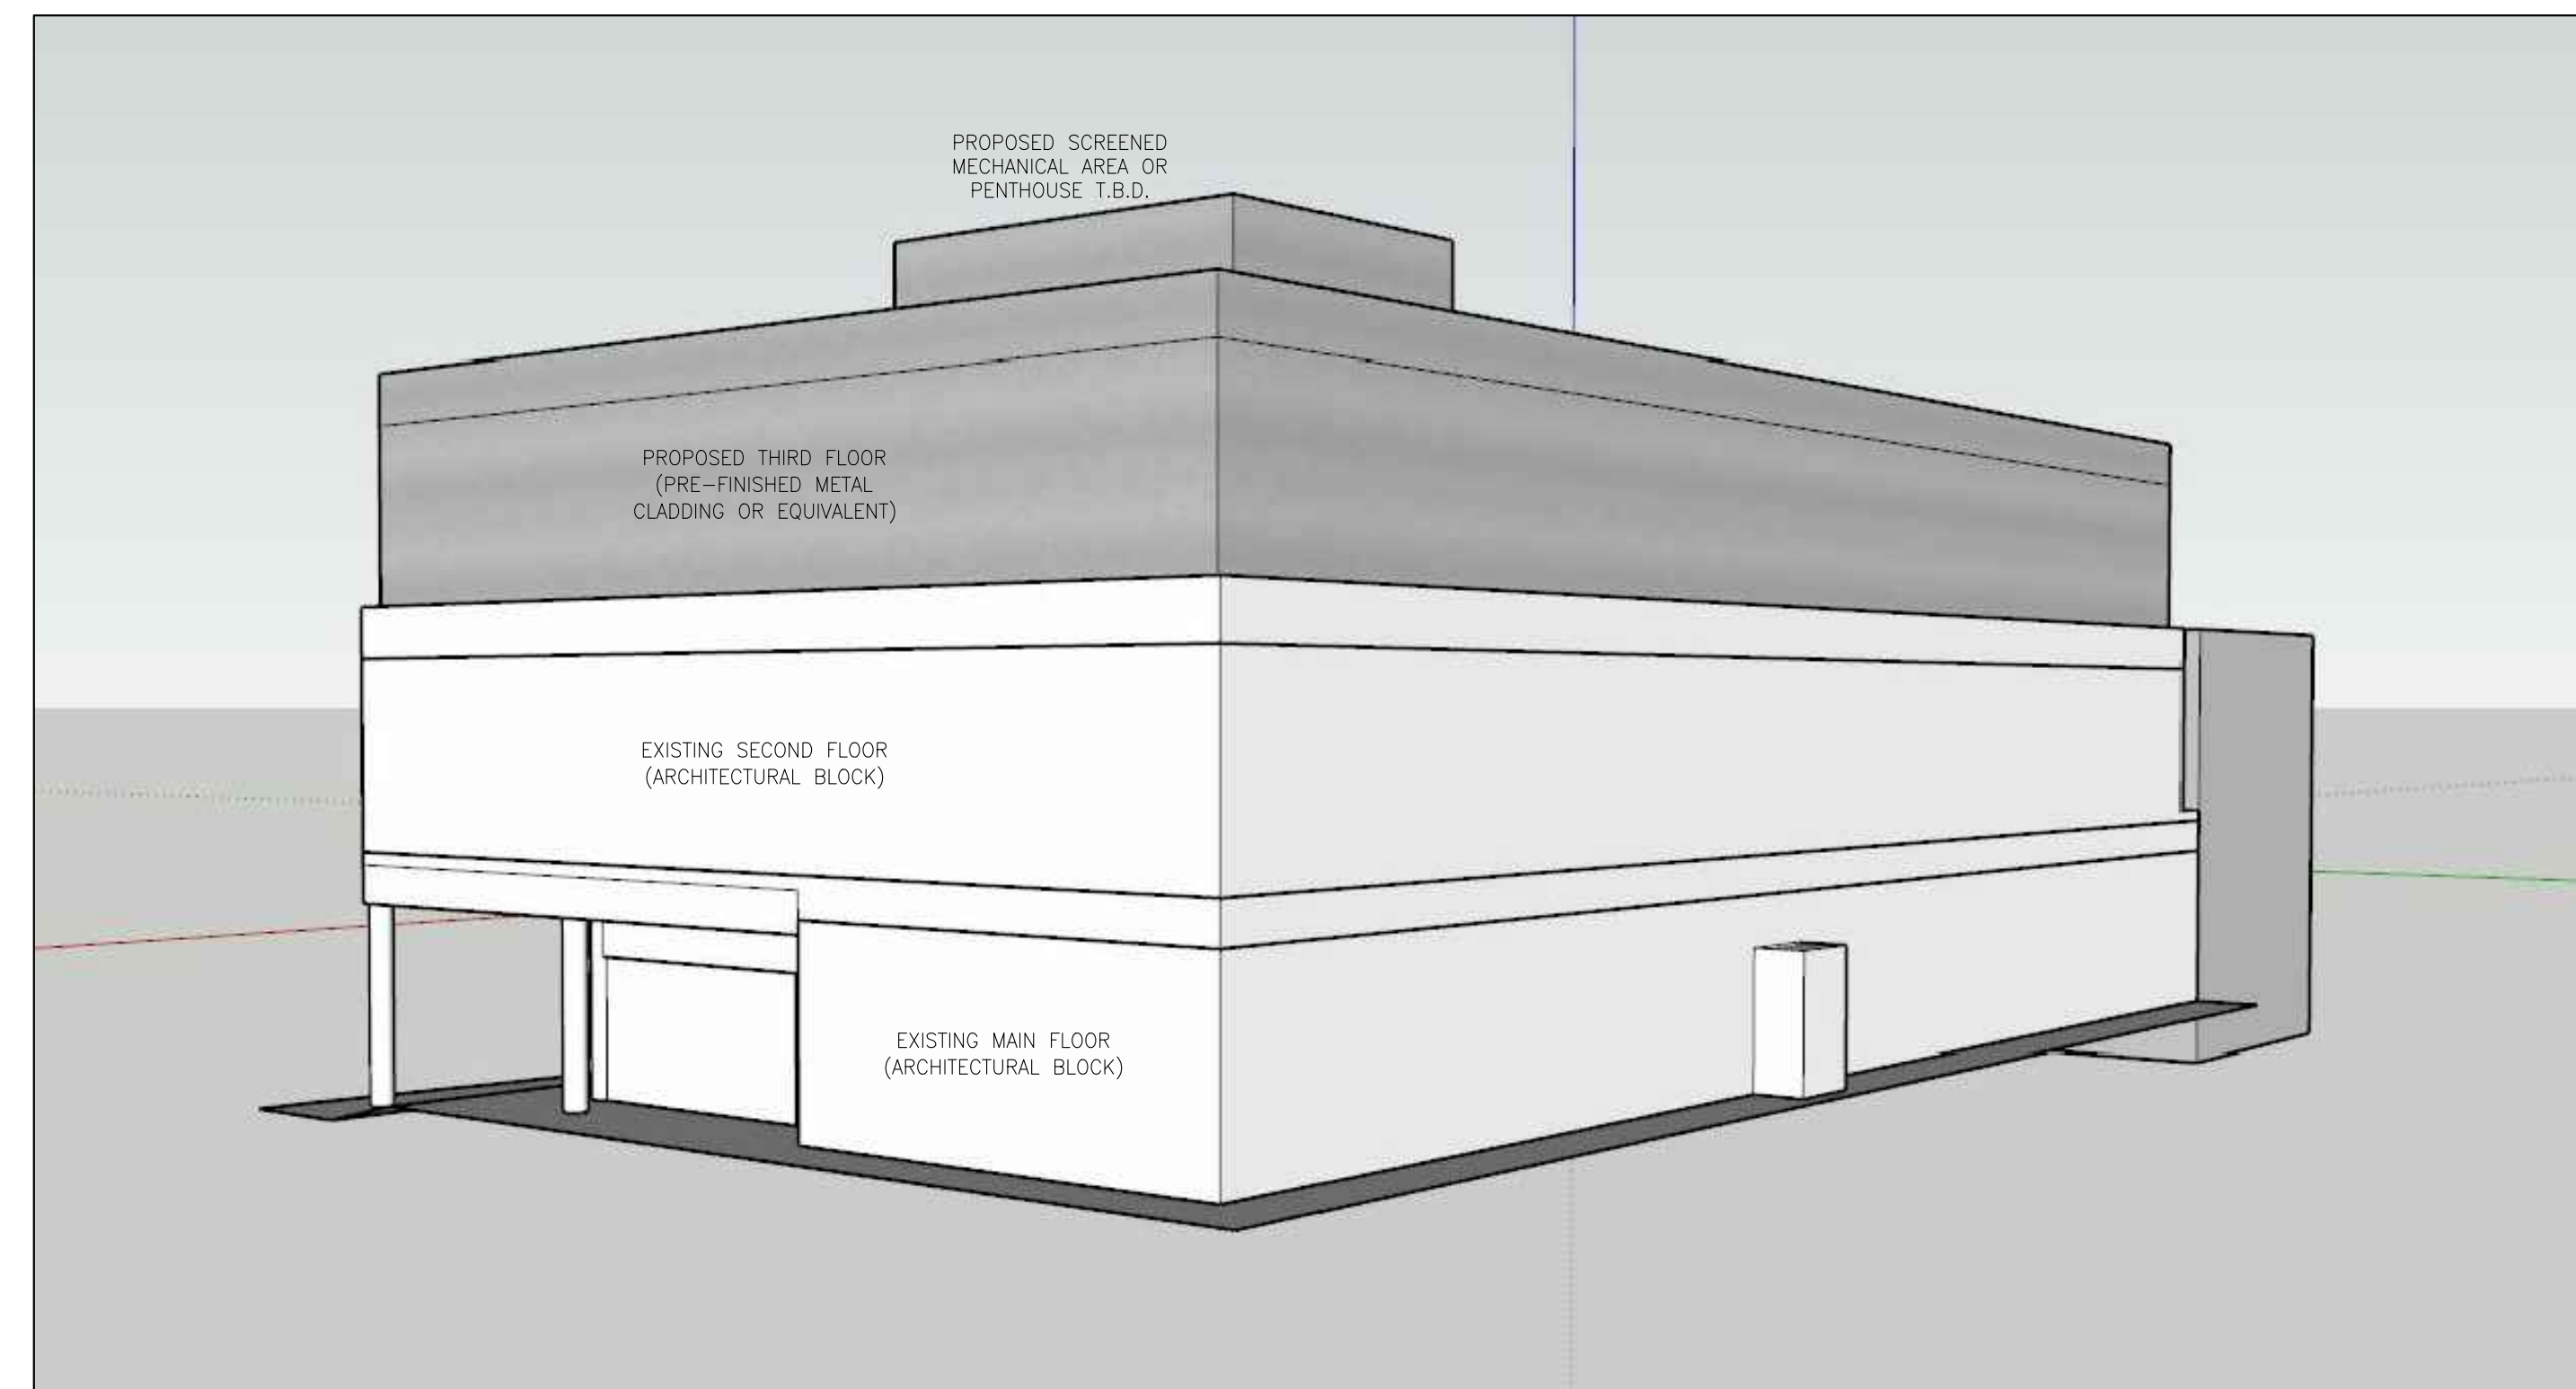 PROPOSED SCREENED
MECHANICAL AREA OR
PENTHOUSE T.B.D.
PROPOSED THIRD FLOOR
(PRE-FINISHED METAL
CLADDING OR EQUIVALENT)
EXISTING SECOND FLOOR
(ARCHITECTURAL BLOCK)
EXISTING MAIN FLOOR
(ARCHITECTURAL BLOCK)